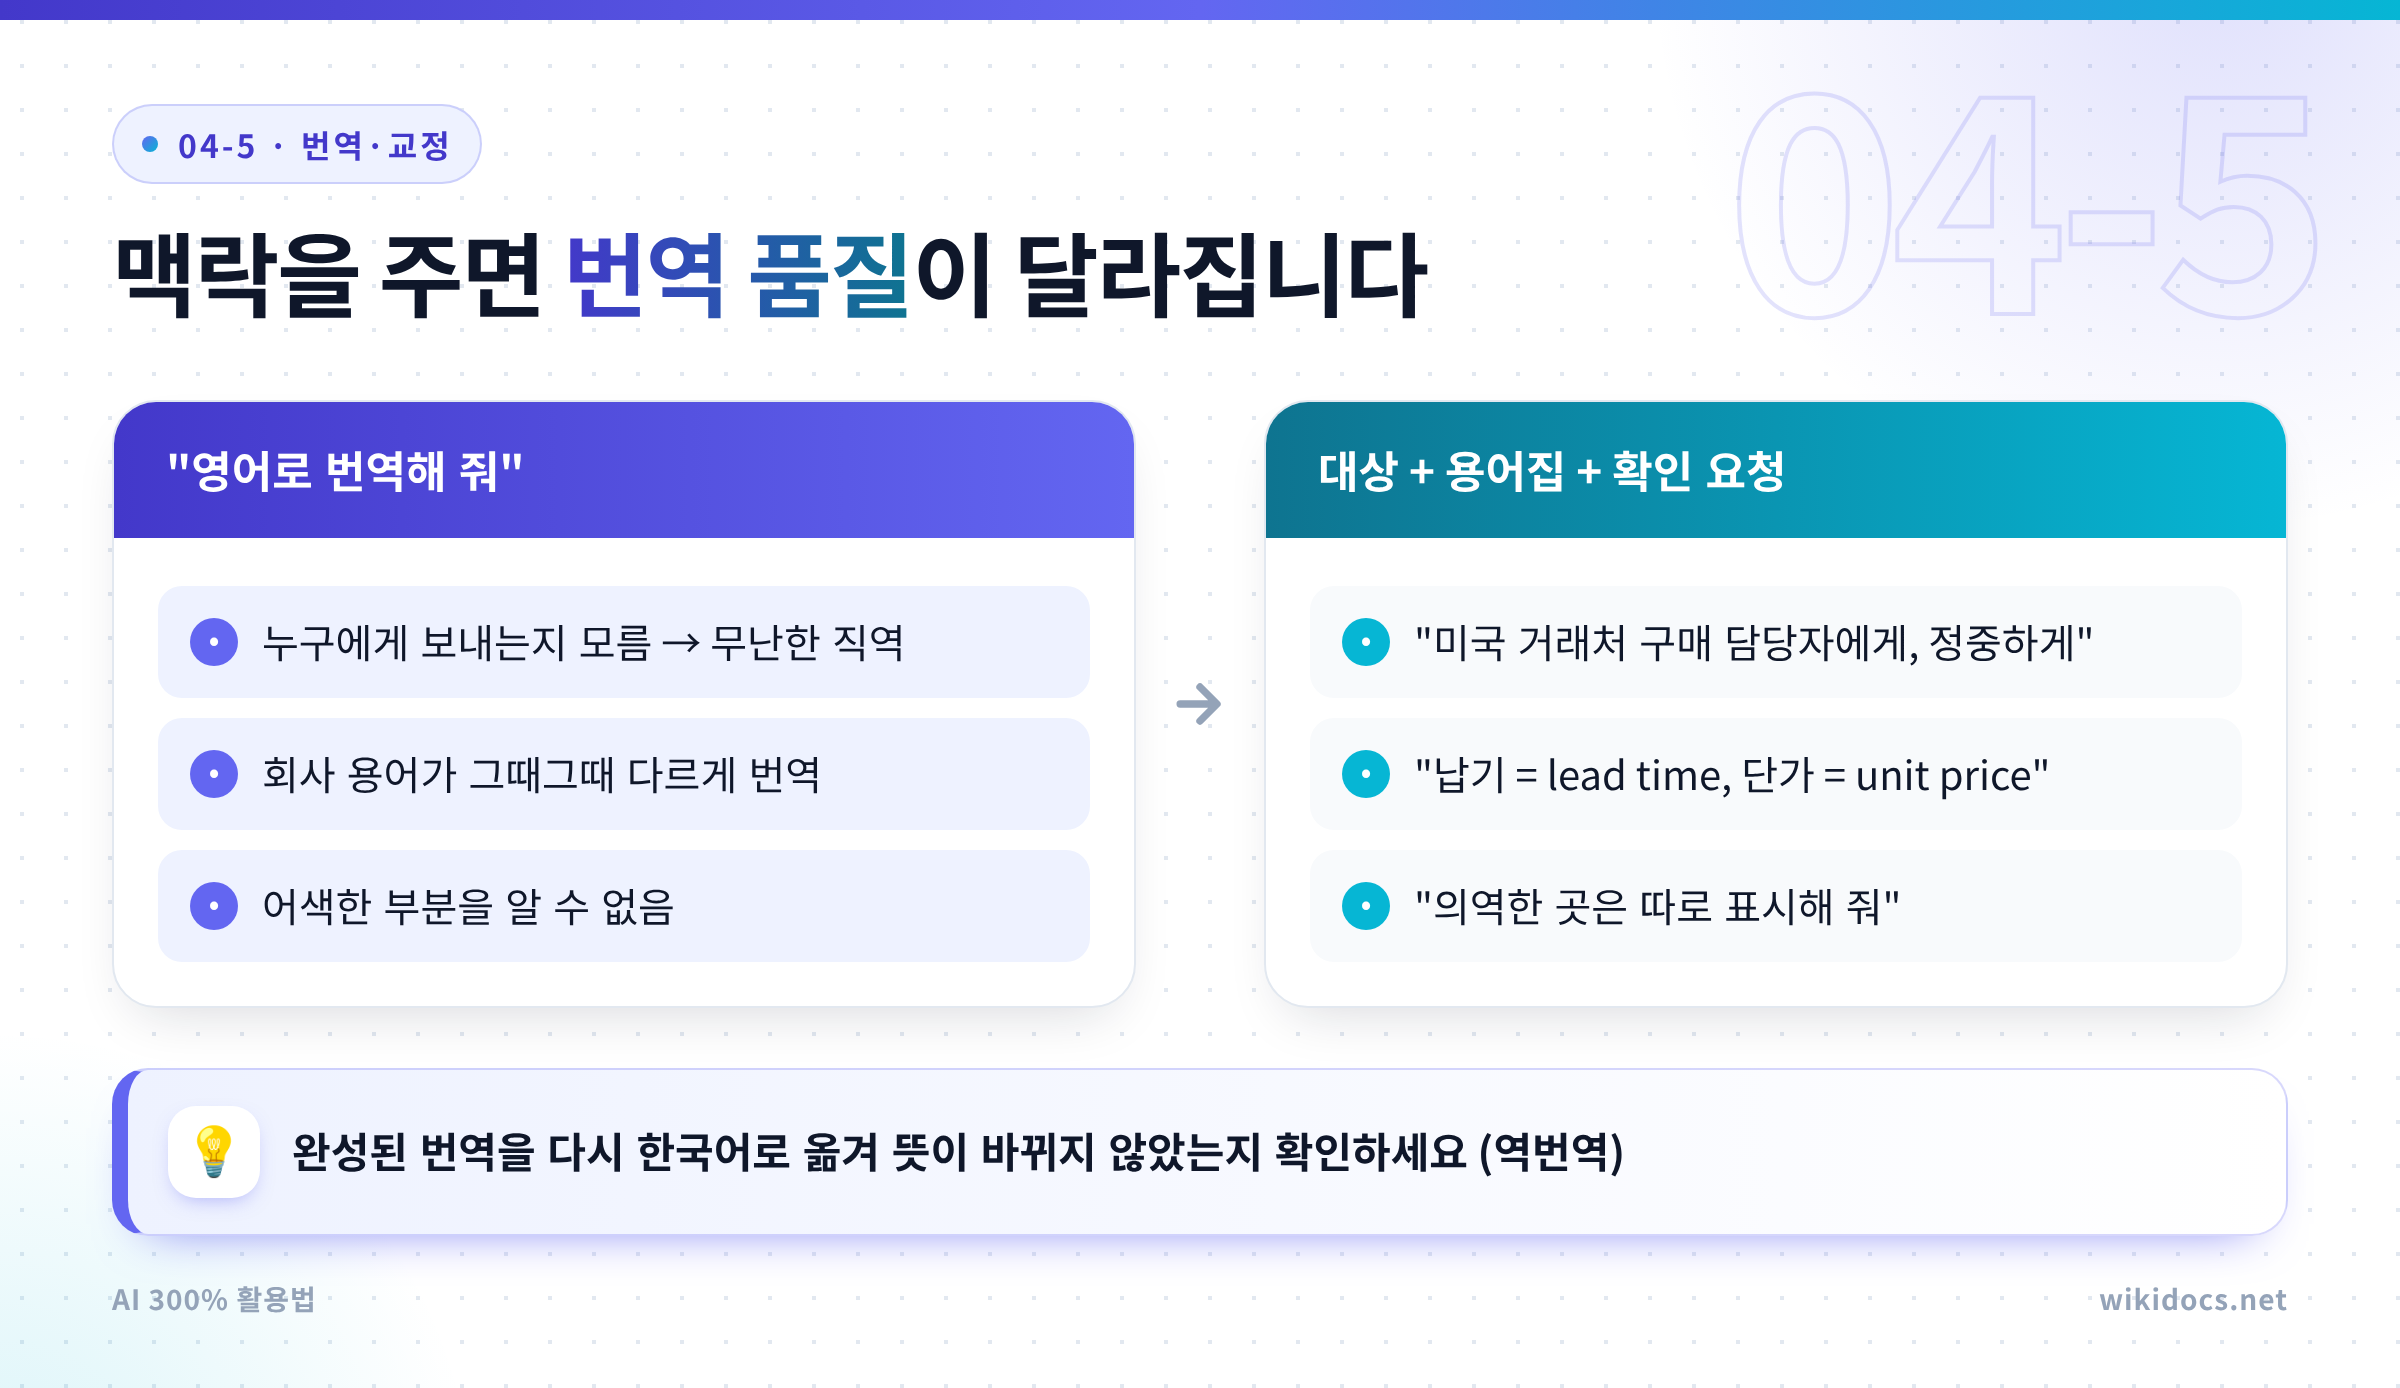 04-5 · 번역·교정
04-5
맥락을 주면 번역 품질이 달라집니다
"영어로 번역해 줘"
누구에게 보내는지 모름 → 무난한 직역
회사 용어가 그때그때 다르게 번역
어색한 부분을 알 수 없음
→
대상 + 용어집 + 확인 요청
"미국 거래처 구매 담당자에게, 정중하게"
"납기 = lead time, 단가 = unit price"
"의역한 곳은 따로 표시해 줘"
완성된 번역을 다시 한국어로 옮겨 뜻이 바뀌지 않았는지 확인하세요 (역번역)
AI 300% 활용법
wikidocs.net